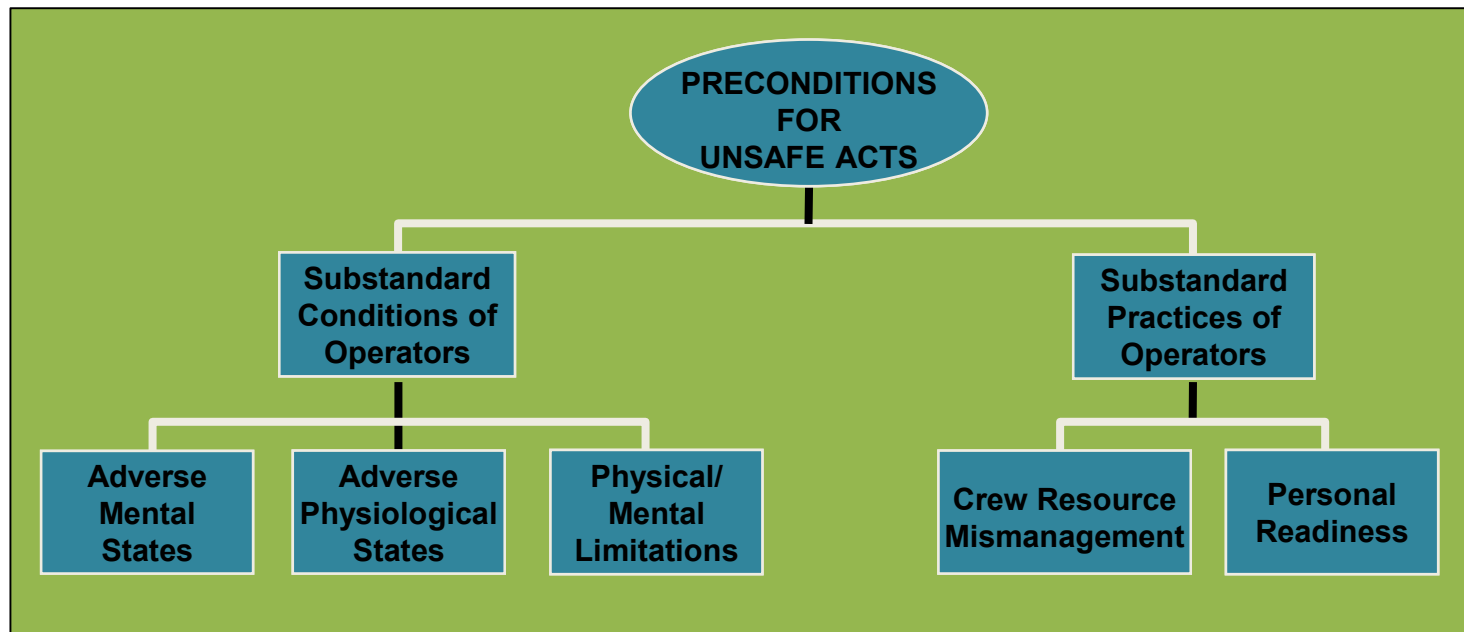 PRECONDITIONS
FOR
UNSAFE ACTS
Substandard
Conditions of
Operators
Substandard
Practices of
Operators
Adverse
Mental
States
Adverse
Physiological
States
Physical/
Mental
Limitations
Crew Resource
Mismanagement
Personal
Readiness